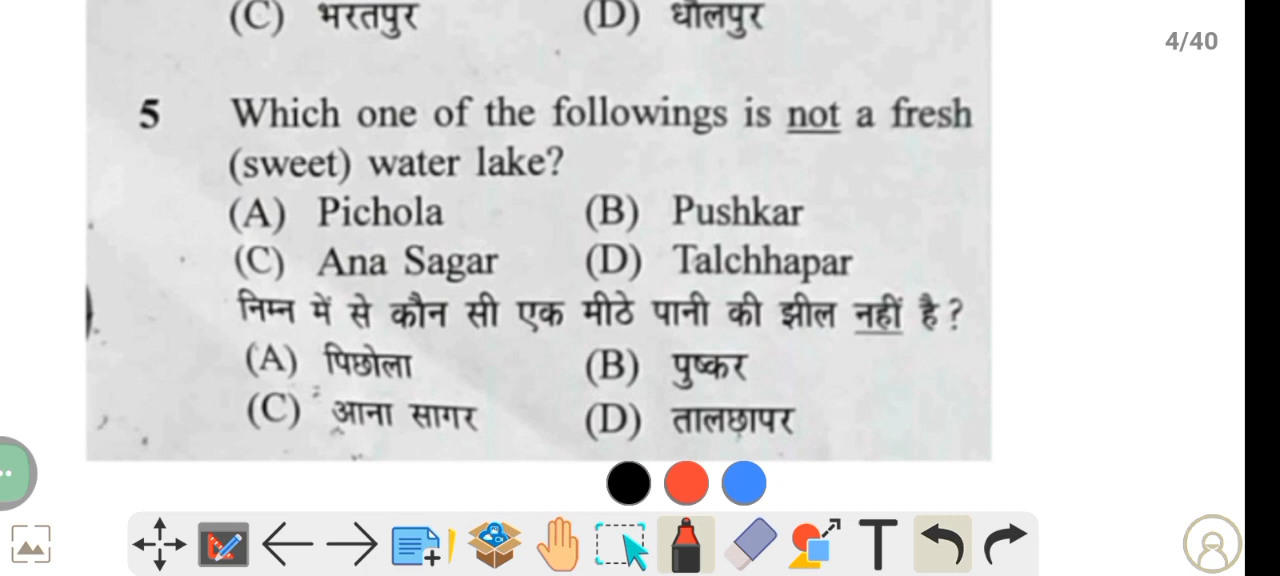 (C) भरतपुर (D) धौलपुर
4/40
5 Which one of the followings is not a fresh
(sweet) water lake?
(A) Pichola (B) Pushkar
(C) Ana Sagar (D) Talchhapar
निम्न में से कौन सी एक मीठे पानी की झील नहीं है ?
(A) पिछोला (B) पुष्कर
(C) आना सागर (D) तालछापर
T